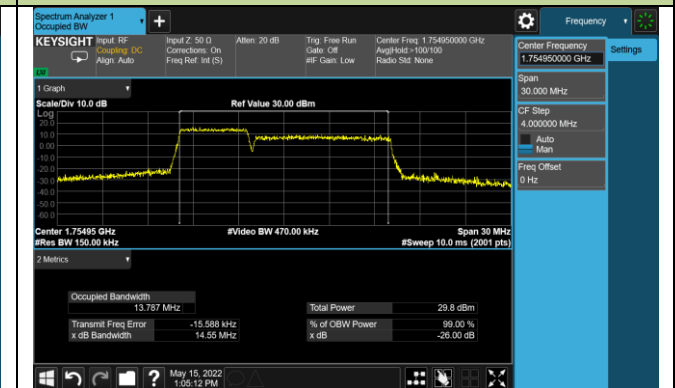 Spectrum Analyzer 1
Occupied BW
Frequency
KEYSIGHT
Input: RF
Coupling: DC
Align: Auto
Input Z: 50 Ω
Corrections: On
Freq Ref: Int (S)
Atten: 20 dB
Trig: Free Run
Gate: Off
#IF Gain: Low
Center Freq: 1.754950000 GHz
Avg|Hold:>100/100
Radio Std: None
Center Frequency
1.754950000 GHz
Settings
Span
30.000 MHz
CF Step
4.000000 MHz
Auto
Man
Freq Offset
0 Hz
1 Graph
Scale/Div 10.0 dB
Ref Value 30.00 dBm
Log
20.0
10.0
0.00
-10.0
-20.0
-30.0
-40.0
-50.0
-60.0
Center 1.75495 GHz
#Video BW 470.00 kHz
Span 30 MHz
#Res BW 150.00 kHz
#Sweep 10.0 ms (2001 pts)
2 Metrics
Occupied Bandwidth
13.787 MHz
Total Power
29.8 dBm
Transmit Freq Error
-15.588 kHz
% of OBW Power
99.00 %
x dB Bandwidth
14.55 MHz
x dB
-26.00 dB
?
May 15, 2022
1:05:12 PM